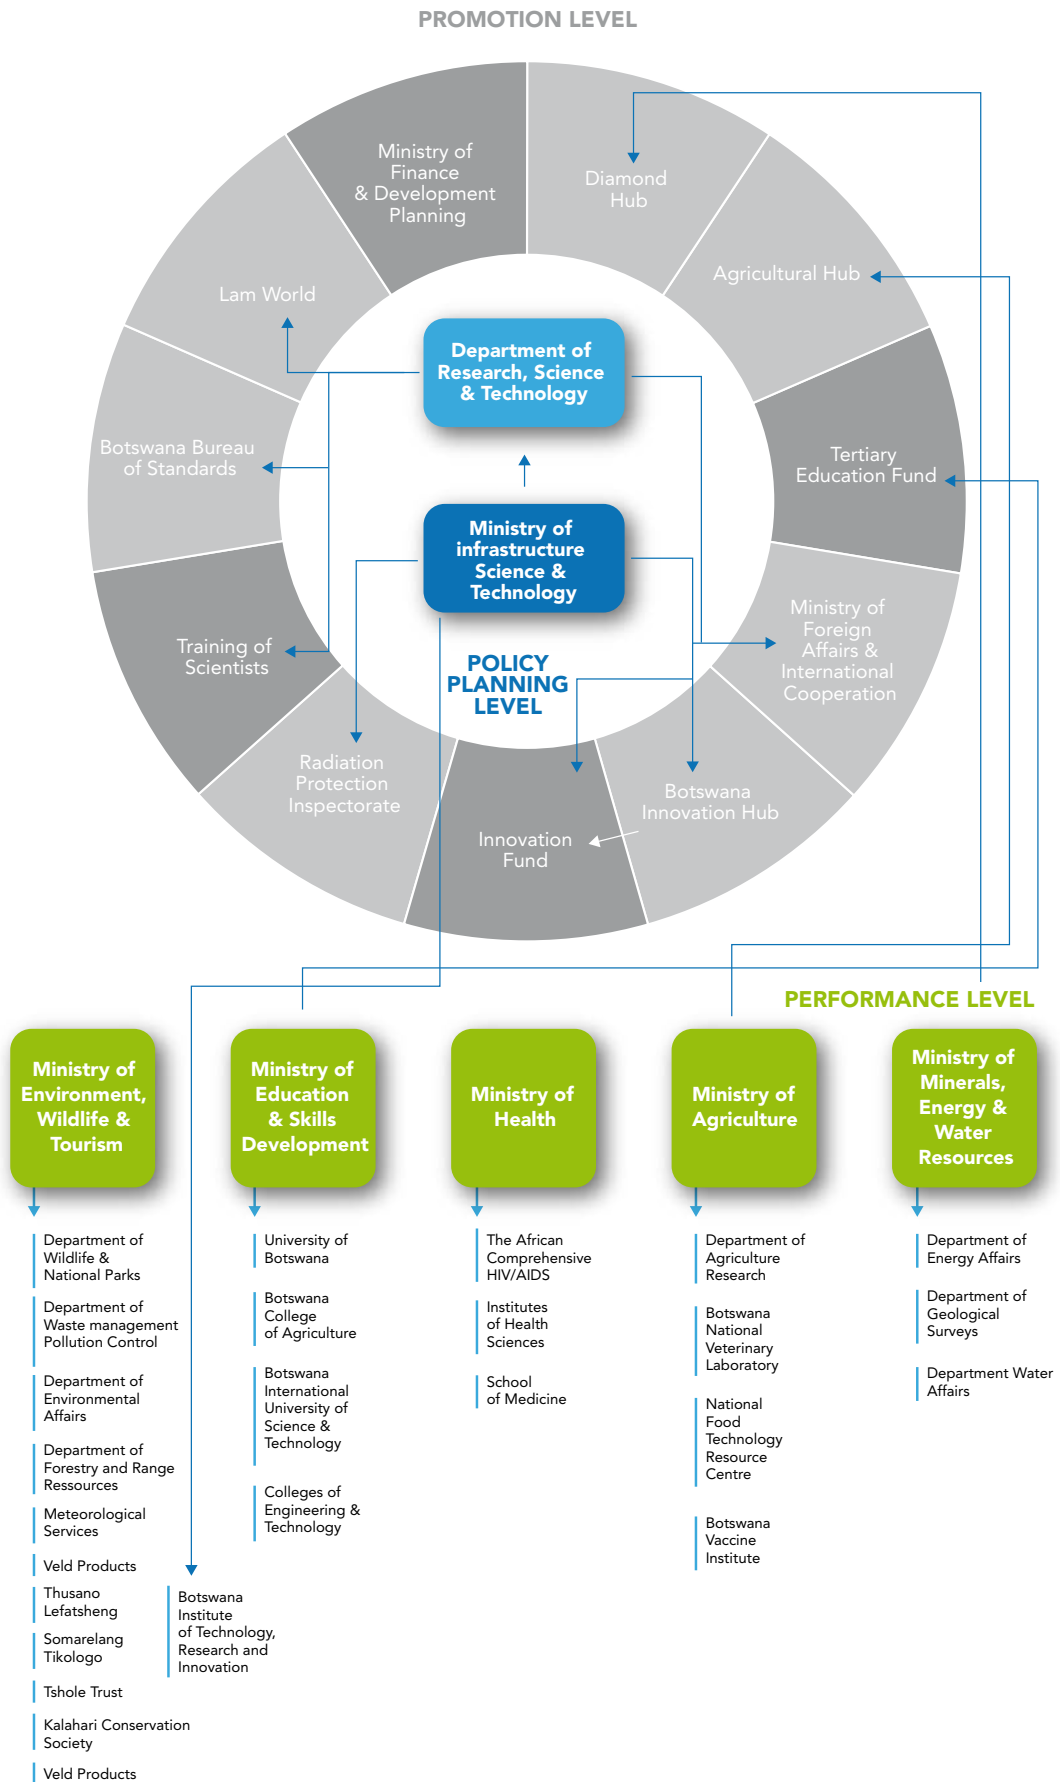 PROMOTION LEVEL
Ministry of
Finance
& Development
Planning
Diamond
Hub
Agricultural Hub
Lam World
Department of
Research, Science
& Technology
Botswana Bureau
of Standards
Tertiary
Education Fund
Ministry of
infrastructure
Science &
Technology
Training of
Scientists
POLICY
PLANNING
LEVEL
Ministry of
Foreign
Affairs &
International
Cooperation
Radiation
Protection
Inspectorate
Innovation
Fund
Botswana
Innovation Hub
PERFORMANCE LEVEL
Ministry of
Environment,
Wildlife &
Tourism
Ministry of
Education
& Skills
Development
Ministry of
Health
Ministry of
Agriculture
Ministry of
Minerals,
Energy &
Water
Resources
Department of
Wildlife &
National Parks
Department of
Waste management
Pollution Control
Department of
Environmental
Affairs
Department of
Forestry and Range
Ressources
Meteorological
Services
Veld Products
Thusano
Lefatsheng
Somarelang
Tikologo
Tshole Trust
Kalahari Conservation
Society
Veld Products
Botswana
Institute
of Technology,
Research and
Innovation
University of
Botswana
Botswana
College
of Agriculture
Botswana
International
University of
Science &
Technology
Colleges of
Engineering &
Technology
The African
Comprehensive
HIV/AIDS
Institutes
of Health
Sciences
School
of Medicine
Department of
Agriculture
Research
Botswana
National
Veterinary
Laboratory
National
Food
Technology
Resource
Centre
Botswana
Vaccine
Institute
Department of
Energy Affairs
Department of
Geological
Surveys
Department Water
Affairs